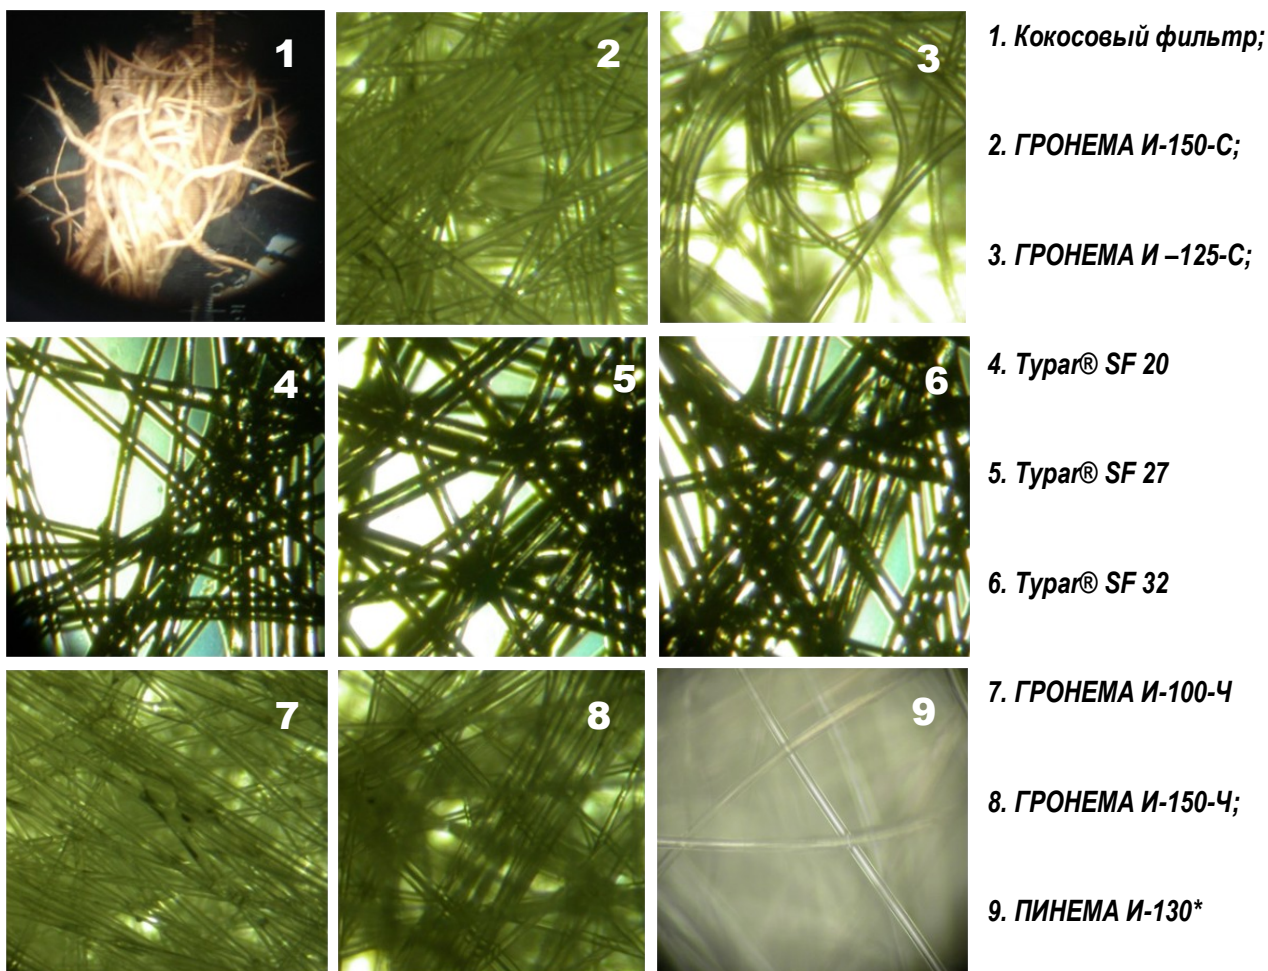 1
2
3
4
5
6
7
8
9
1. Кокосовый фильтр;
2. ГРОНЕМА И-150-С;
3. ГРОНЕМА И –125-С;
4. Typar® SF 20
5. Typar® SF 27
6. Typar® SF 32
7. ГРОНЕМА И-100-Ч
8. ГРОНЕМА И-150-Ч;
9. ПИНЕМА И-130*